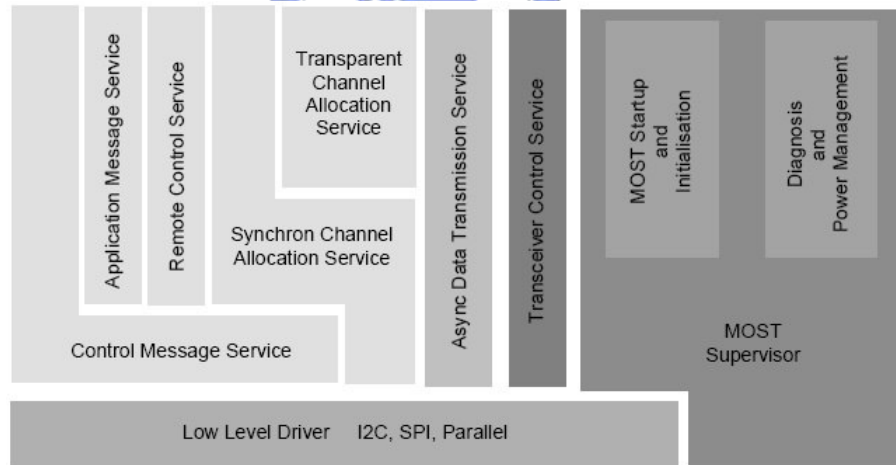 Application Message Service
Remote Control Service
Transparent
Channel
Allocation
Service
Synchron Channel
Allocation Service
Control Message Service
Async Data Transmission Service
Transceiver Control Service
MOST Startup
and
Initialisation
Diagnosis
and
Power Management
MOST
Supervisor
Low Level Driver I2C, SPI, Parallel